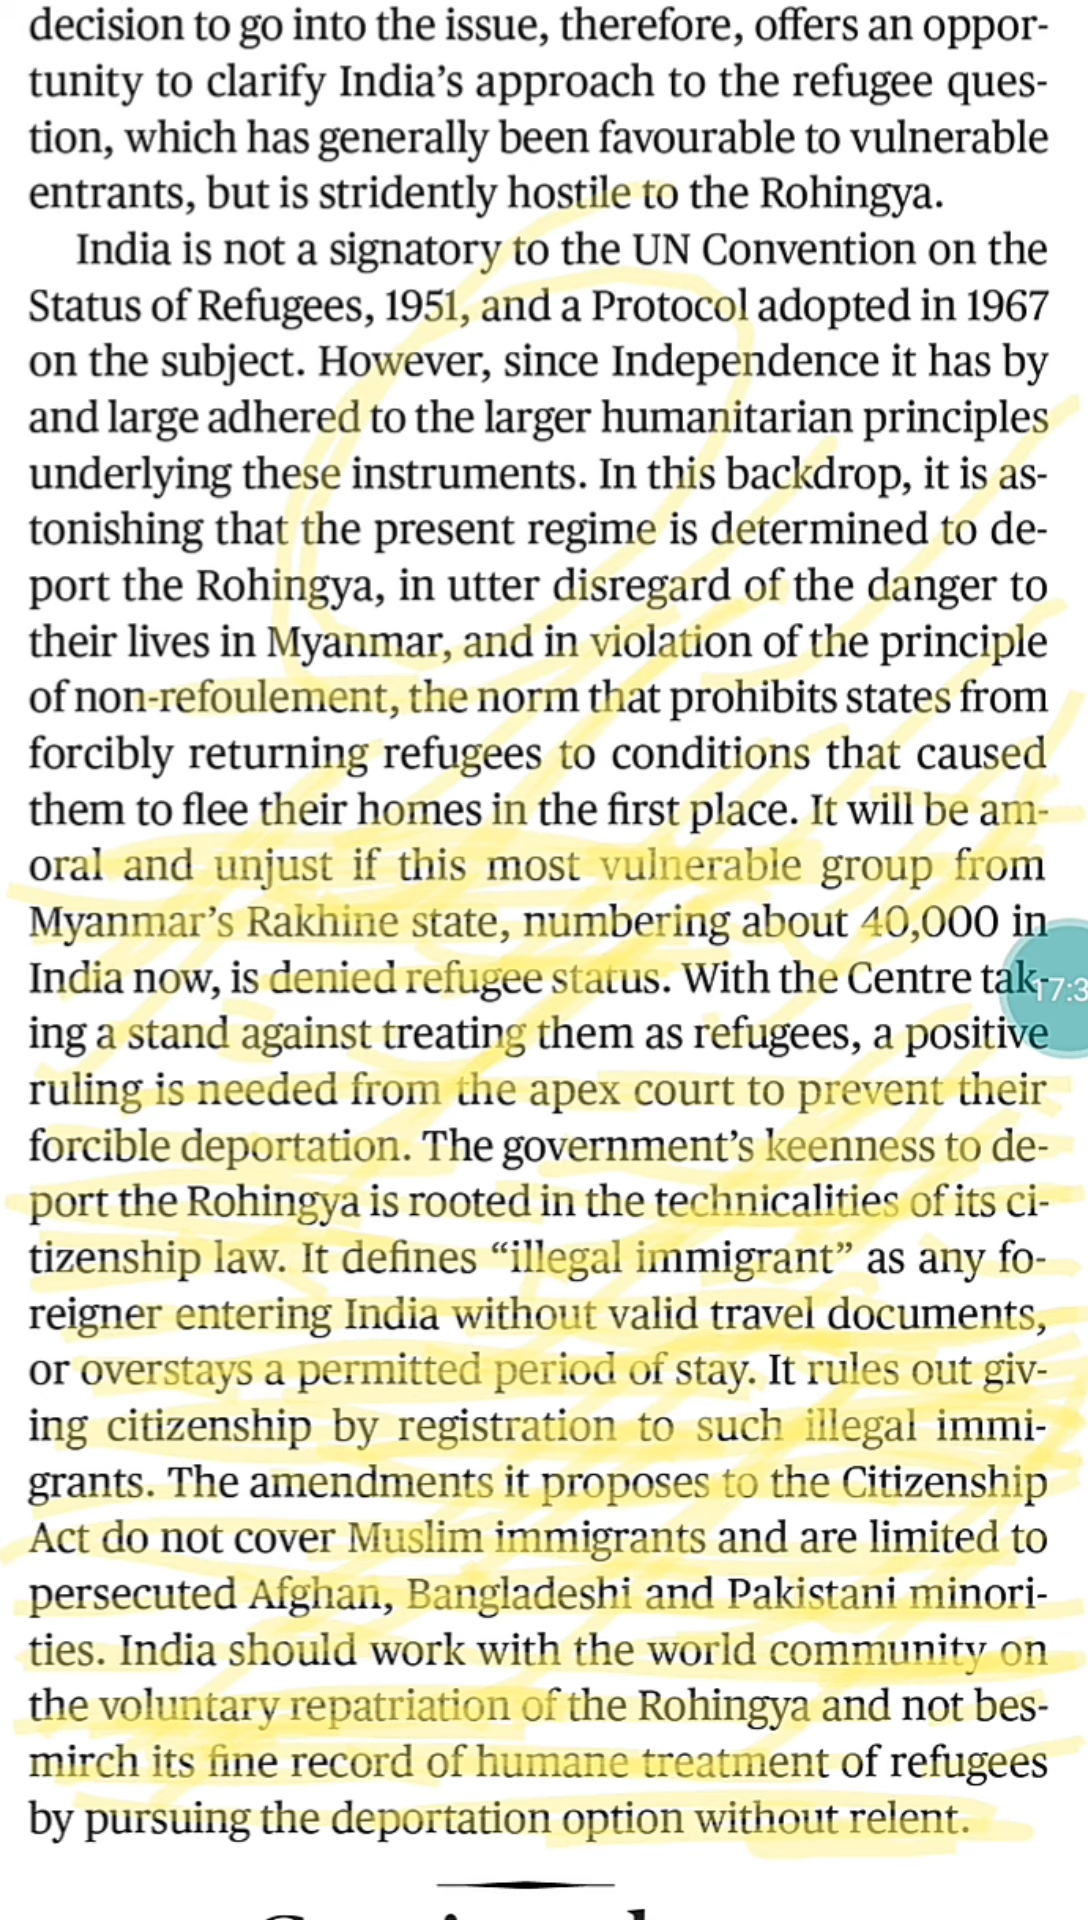 decision to go into the issue, therefore, offers an oppor-
tunity to clarify India's approach to the refugee ques-
tion, which has generally been favourable to vulnerable
entrants, but is stridently hostile to the Rohingya.
India is not a signatory to the UN Convention on the
Status of Refugees, 1951, and a Protocol adopted in 1967
on the subject. However, since Independence it has by
and large adhered to the larger humanitarian principles
underlying these instruments. In this backdrop, it is as-
tonishing that the present regime is determined to de-
port the Rohingya, in utter disregard of the danger to
their lives in Myanmar, and in violation of the principle
of non-refoulement, the norm that prohibits states from
forcibly returning refugees to conditions that caused
them to flee their homes in the first place. It will be am-
oral and unjust if this most vulnerable group from
Myanmar's Rakhine state, numbering about 40,000 in
India now, is denied refugee status. With the Centre tak-
17:3
ing a stand against treating them as refugees, a positive
ruling is needed from the apex court to prevent their
forcible deportation. The government's keenness to de-
port the Rohingya is rooted in the technicalities of its ci-
tizenship law. It defines “illegal immigrant” as any fo-
reigner entering India without valid travel documents,
or overstays a permitted period of stay. It rules out giv-
ing citizenship by registration to such illegal immi-
grants. The amendments it proposes to the Citizenship
Act do not cover Muslim immigrants and are limited to
persecuted Afghan, Bangladeshi and Pakistani minori-
ties. India should work with the world community on
the voluntary repatriation of the Rohingya and not bes-
mirch its fine record of humane treatment of refugees
by pursuing the deportation option without relent.